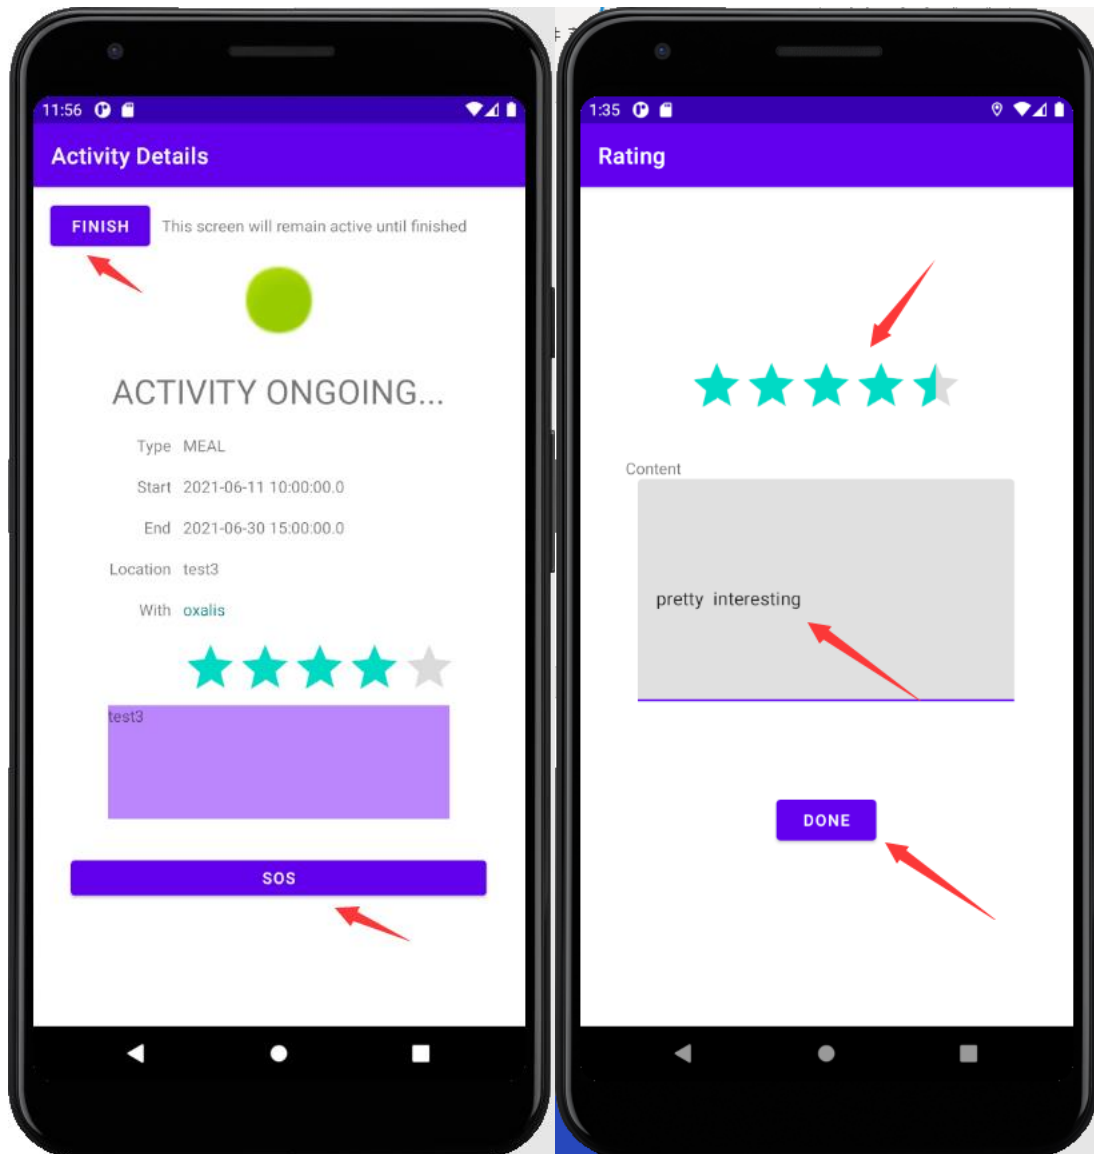 11:56
Activity Details
FINISH This screen will remain active until finished
ACTIVITY ONGOING...
Type MEAL
Start 2021-06-11 10:00:00.0
End 2021-06-30 15:00:00.0
Location test3
With oxalis
test3
SOS
1:35
Rating
Content
pretty interesting
DONE